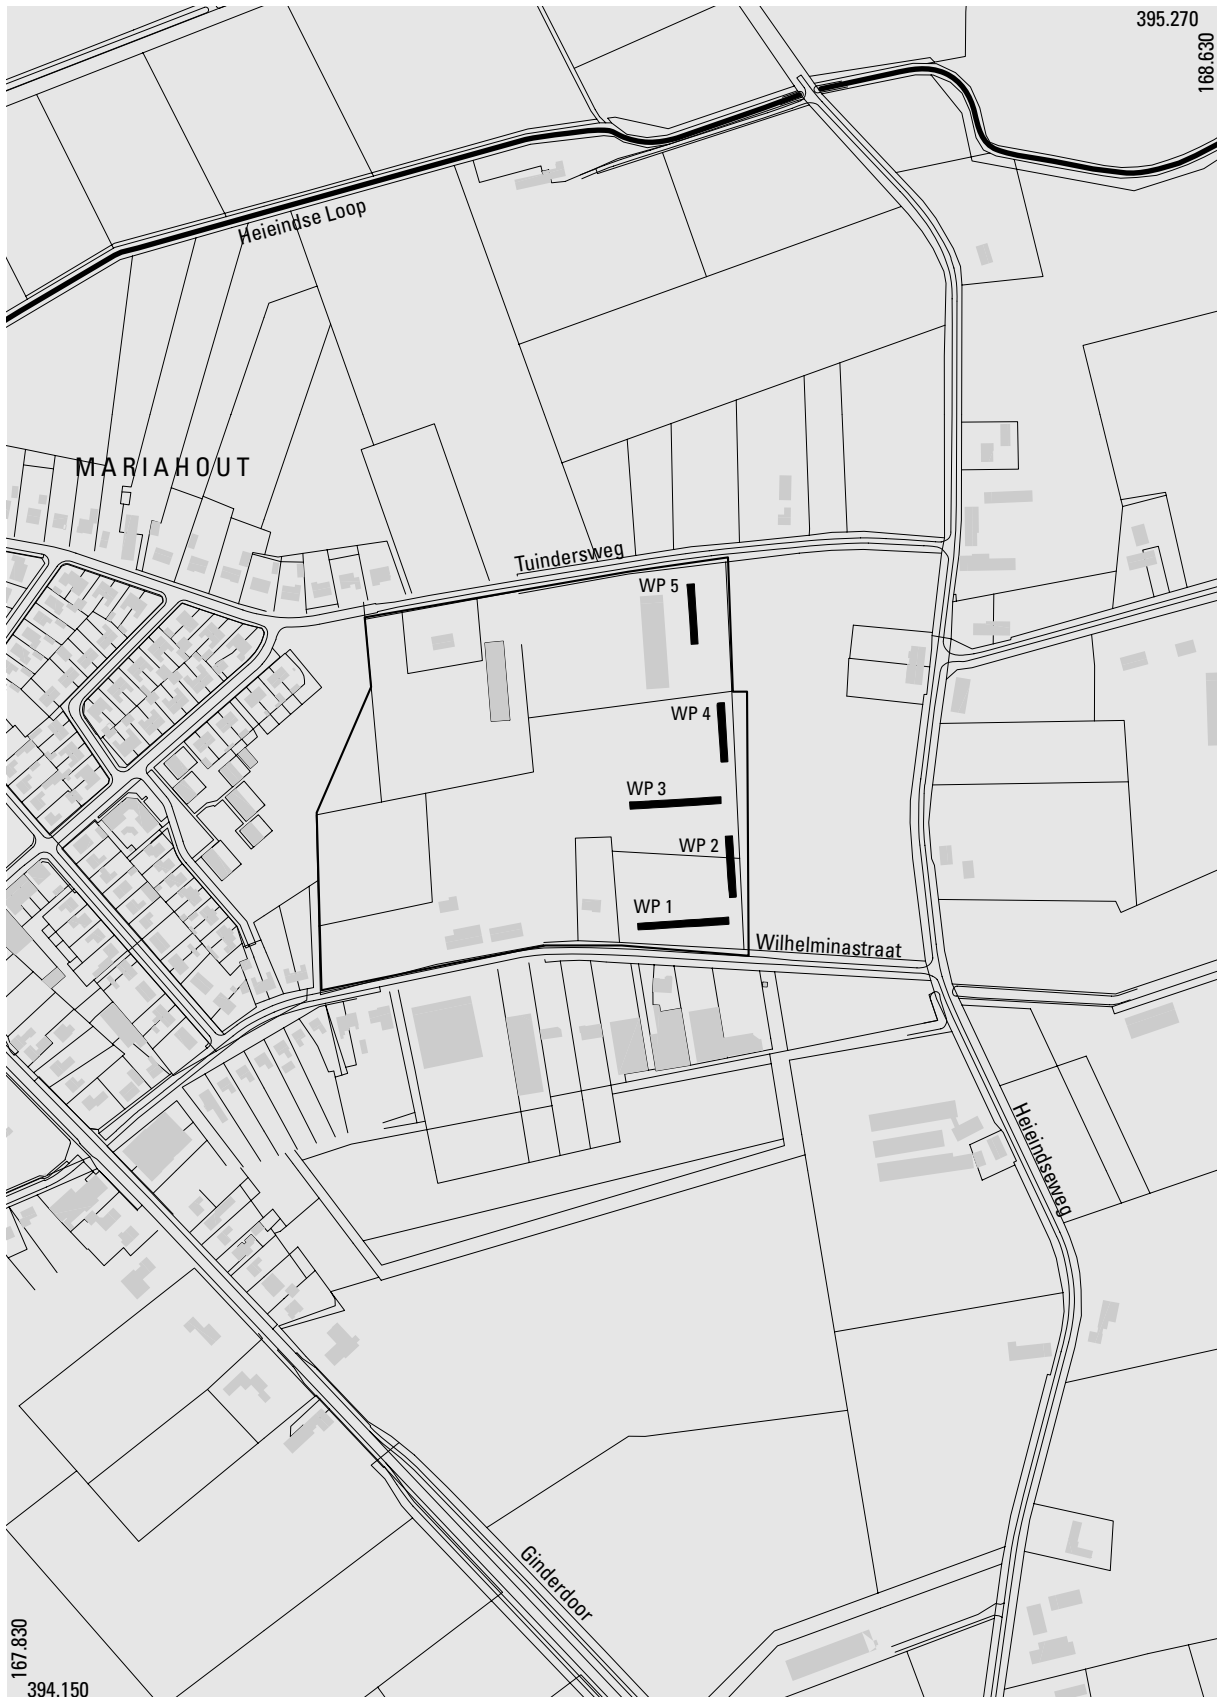 395.270
168.630
Heieindse Loop
MARIAHOUT
Tuindersweg
WP 5
WP 4
WP 3
WP 2
WP 1
Wilhelminastraat
Heieindseweg
Ginderdoor
167.830
394.150